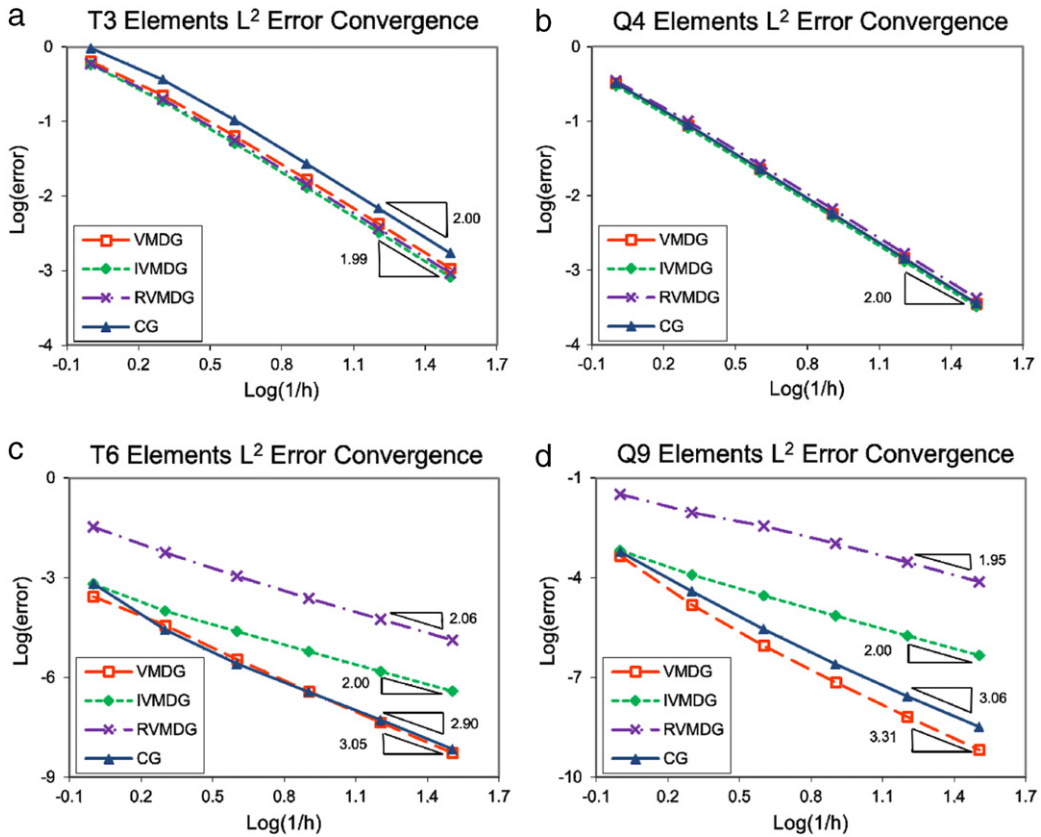 a
T3 Elements L² Error Convergence
0
-1
-2
-3
-4
Log(error)
2.00
1.99
VMDG
IVMDG
RVMDG
CG
-0.1 0.2 0.5 0.8 1.1 1.4 1.7
Log(1/h)
b
Q4 Elements L² Error Convergence
0
-1
-2
-3
-4
Log(error)
2.00
VMDG
IVMDG
RVMDG
CG
-0.1 0.2 0.5 0.8 1.1 1.4 1.7
Log(1/h)
c
T6 Elements L² Error Convergence
0
-3
-6
-9
Log(error)
2.06
2.00
2.90
3.05
VMDG
IVMDG
RVMDG
CG
-0.1 0.2 0.5 0.8 1.1 1.4 1.7
Log(1/h)
d
Q9 Elements L² Error Convergence
-1
-4
-7
-10
Log(error)
1.95
2.00
3.06
3.31
VMDG
IVMDG
RVMDG
CG
-0.1 0.2 0.5 0.8 1.1 1.4 1.7
Log(1/h)